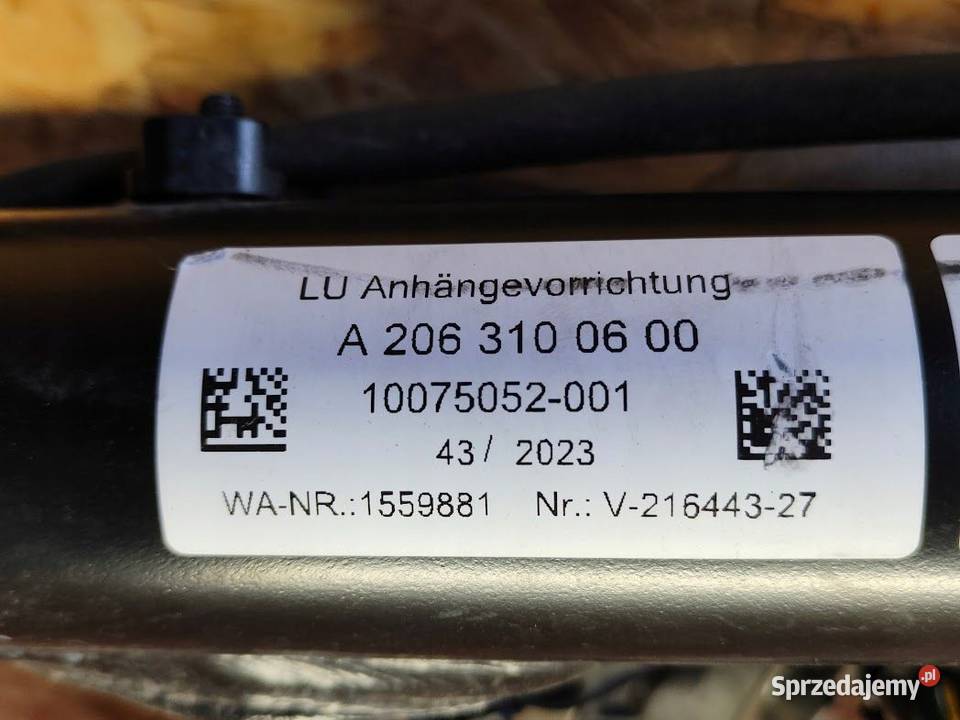 LU Anhängevorrichtung
A 206 310 06 00
10075052-001
43/ 2023
WA-NR.:1559881 Nr.: V-216443-27
Sprzedajemy.pl